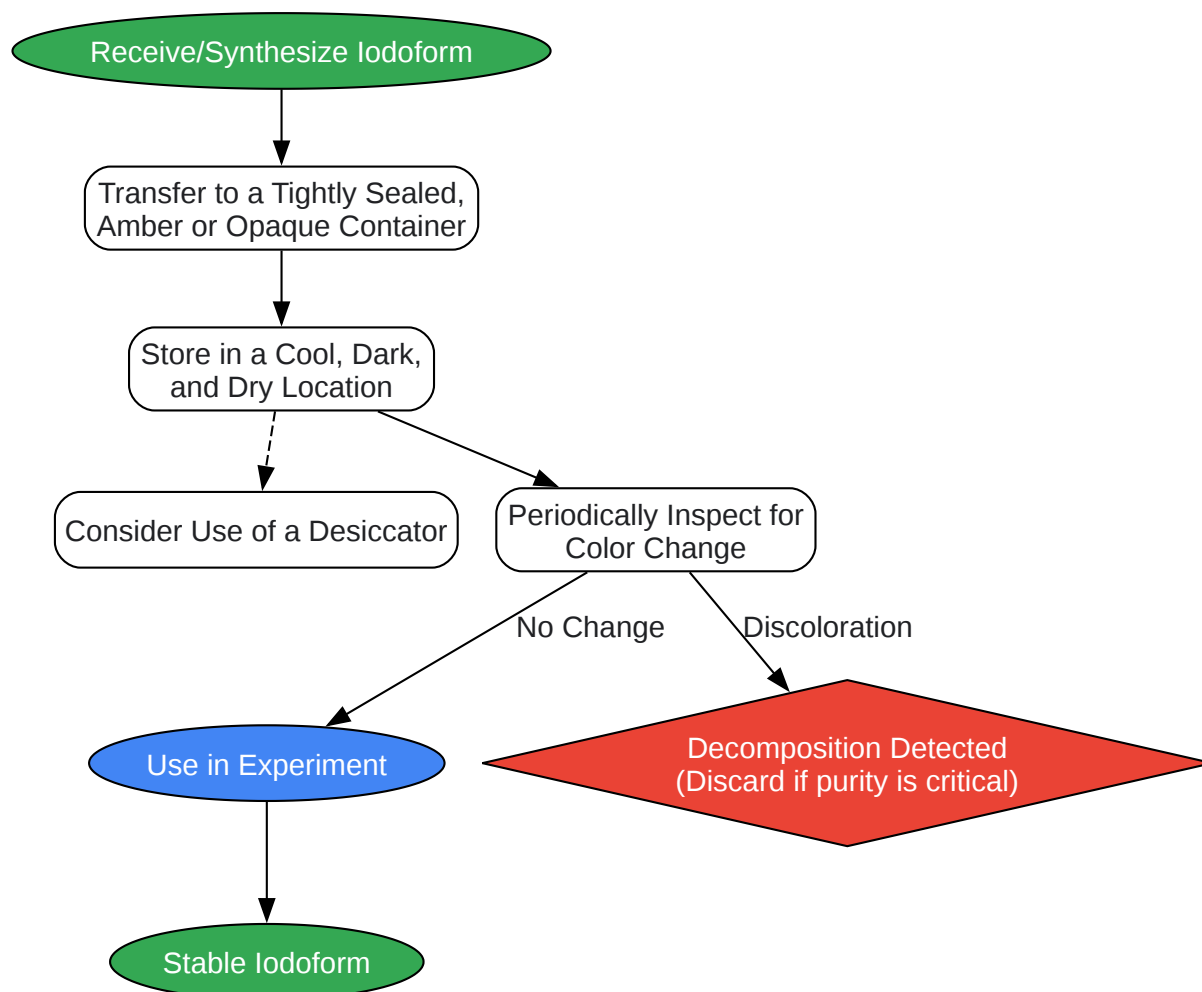 Receive/Synthesize Iodoform
Transfer to a Tightly Sealed,
Amber or Opaque Container
Store in a Cool, Dark,
and Dry Location
Consider Use of a Desiccator
Periodically Inspect for
Color Change
No Change
Discoloration
Use in Experiment
Decomposition Detected
(Discard if purity is critical)
Stable Iodoform